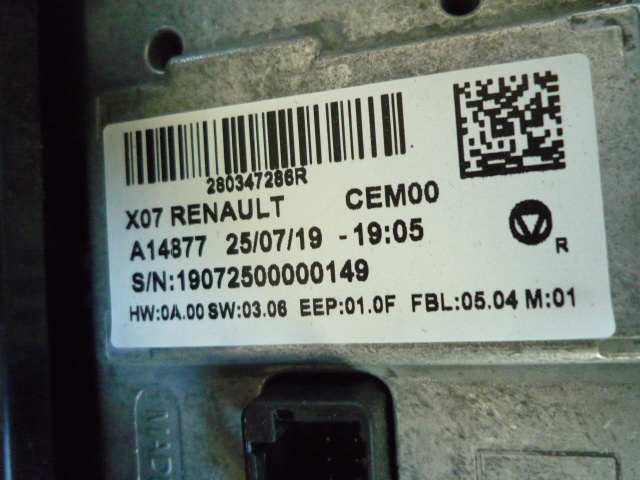 280347286R
X07 RENAULT CEM00
A14877 25/07/19 - 19:05
R
S/N:19072500000149
HW:0A.00 SW:03.06 EEP:01.0F FBL:05.04 M:01
MAD